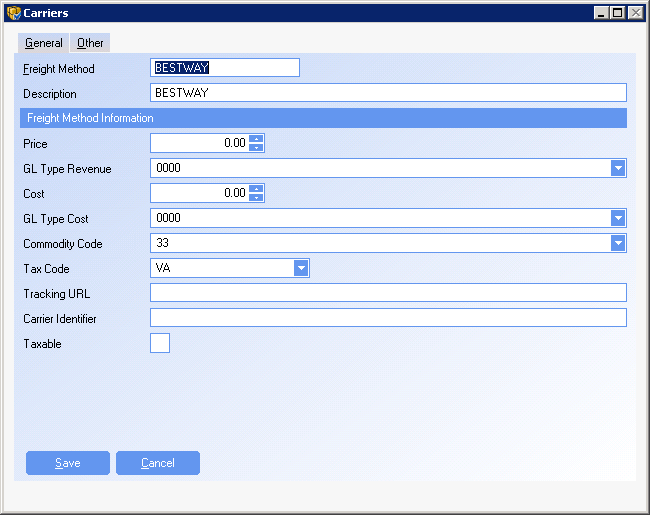 Carriers
General Other
Freight Method BESTWAY
Description BESTWAY
Freight Method Information
Price 0.00
GL Type Revenue 0000
Cost 0.00
GL Type Cost 0000
Commodity Code 33
Tax Code VA
Tracking URL
Carrier Identifier
Taxable
Save Cancel